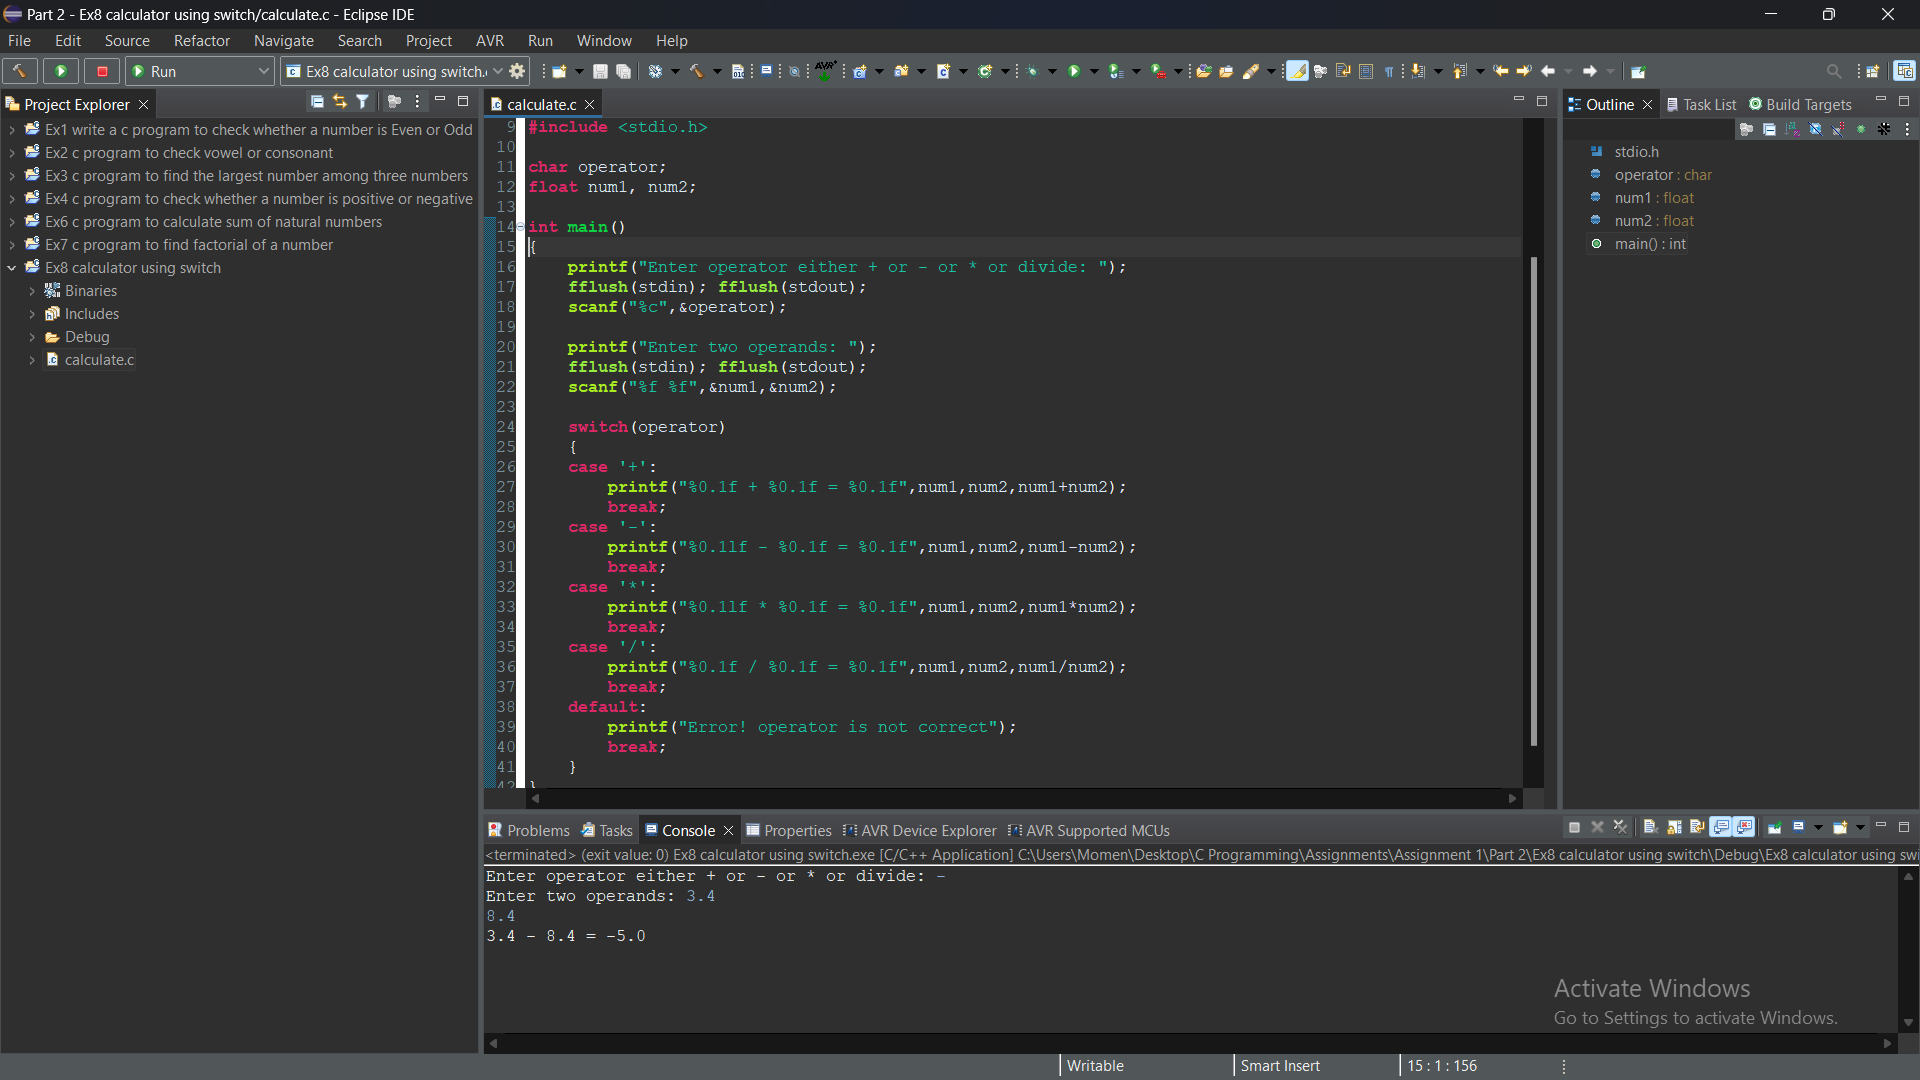 Part 2 - Ex8 calculator using switch/calculate.c - Eclipse IDE
File Edit Source Refactor Navigate Search Project AVR Run Window Help
Run Ex8 calculator using switch.
Project Explorer
Ex1 write a c program to check whether a number is Even or Odd
Ex2 c program to check vowel or consonant
Ex3 c program to find the largest number among three numbers
Ex4 c program to check whether a number is positive or negative
Ex6 c program to calculate sum of natural numbers
Ex7 c program to find factorial of a number
Ex8 calculator using switch
Binaries
Includes
Debug
calculate.c
calculate.c
9 #include <stdio.h>
10
11 char operator;
12 float num1, num2;
13
14 int main()
15 {
16 printf("Enter operator either + or - or * or divide: ");
17 fflush(stdin); fflush(stdout);
18 scanf("%c",&operator);
19
20 printf("Enter two operands: ");
21 fflush(stdin); fflush(stdout);
22 scanf("%f %f",&num1,&num2);
23
24 switch(operator)
25 {
26 case '+':
27 printf("%0.1f + %0.1f = %0.1f",num1,num2,num1+num2);
28 break;
29 case '-':
30 printf("%0.1lf - %0.1f = %0.1f",num1,num2,num1-num2);
31 break;
32 case '*':
33 printf("%0.1lf * %0.1f = %0.1f",num1,num2,num1*num2);
34 break;
35 case '/':
36 printf("%0.1f / %0.1f = %0.1f",num1,num2,num1/num2);
37 break;
38 default:
39 printf("Error! operator is not correct");
40 break;
41 }
42 }
Outline Task List Build Targets
stdio.h
operator : char
num1 : float
num2 : float
main() : int
Problems Tasks Console Properties AVR Device Explorer AVR Supported MCUs
<terminated> (exit value: 0) Ex8 calculator using switch.exe [C/C++ Application] C:\Users\Momen\Desktop\C Programming\Assignments\Assignment 1\Part 2\Ex8 calculator using switch\Debug\Ex8 calculator using swi
Enter operator either + or - or * or divide: -
Enter two operands: 3.4
8.4
3.4 - 8.4 = -5.0
Activate Windows
Go to Settings to activate Windows.
Writable Smart Insert 15 : 1 : 156